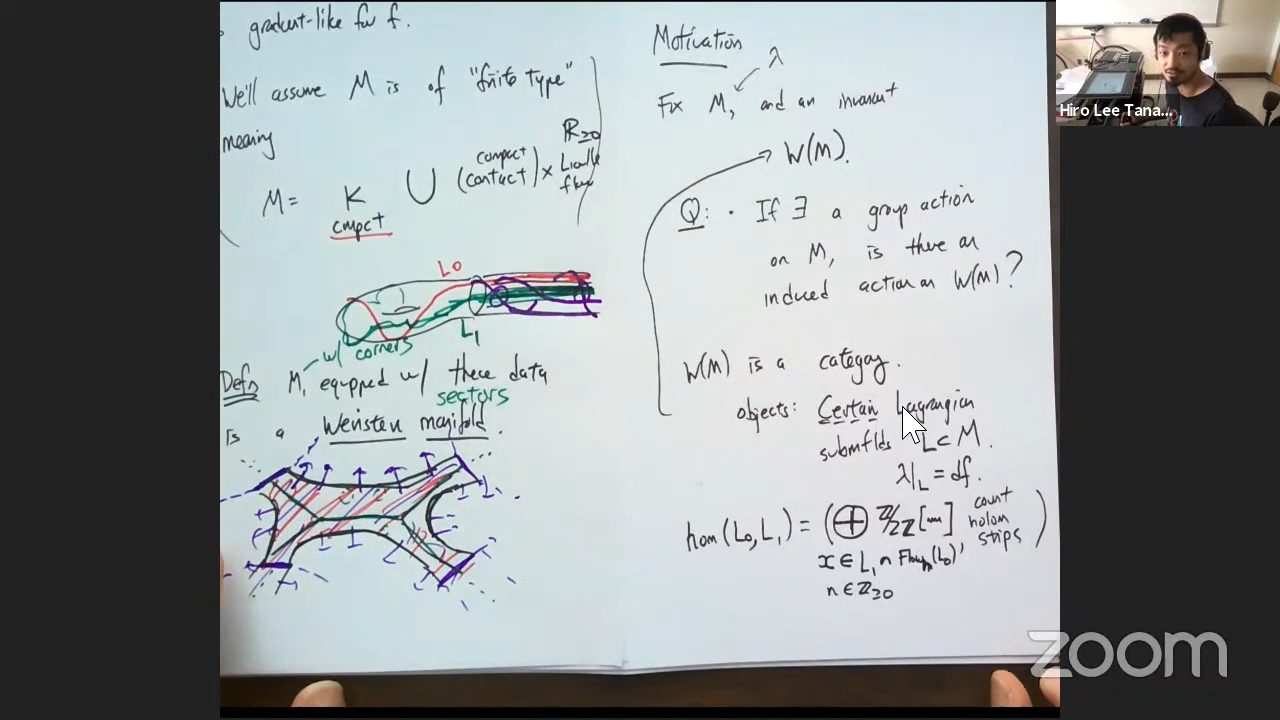 gradient-like for f.
We'll assume M is of "finite type"
meaning
M = K ∪ (compact contact) × ℝ≥0
cmpct
Liouville flow
L0
L1
w/ corners
Defn M, equipped w/ these data
sectors
is a Weinstein manifold.
Motivation
λ
Fix M, and an invariant
W(M).
Q: · If ∃ a group action
on M, is there an
induced action on W(M)?
W(M) is a category.
objects: Certain Lagrangian
submflds L ⊂ M.
λ|L = df.
hom(L0, L1) = (⊕ ℤ/2ℤ[…] , count holom strips)
x ∈ L1 ∩ Flow_n(L0)
n ∈ ℤ≥0
Hiro Lee Tana...
zoom